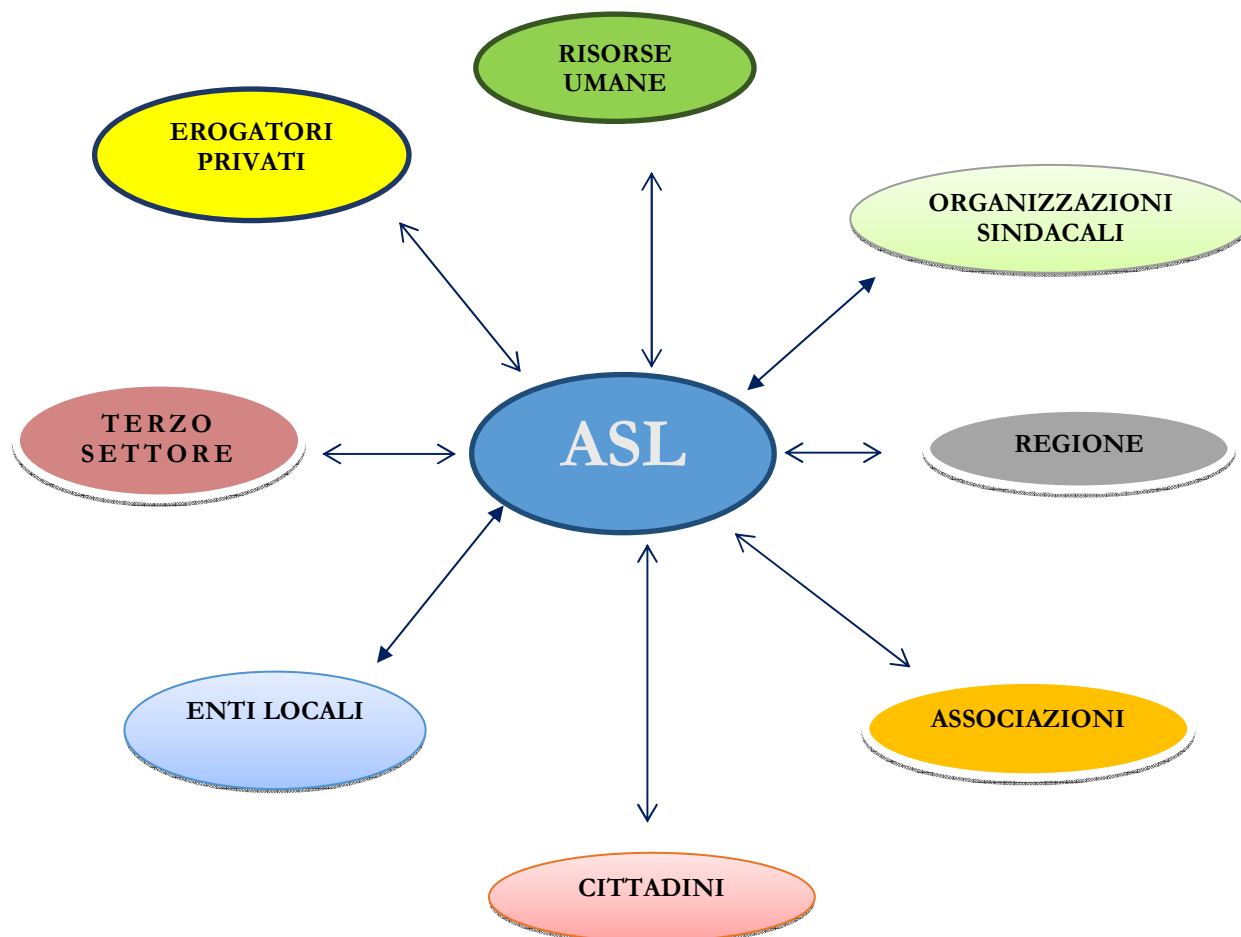 RISORSE
UMANE
EROGATORI
PRIVATI
ORGANIZZAZIONI
SINDACALI
TERZO
SETTORE
ASL
REGIONE
ENTI LOCALI
ASSOCIAZIONI
CITTADINI